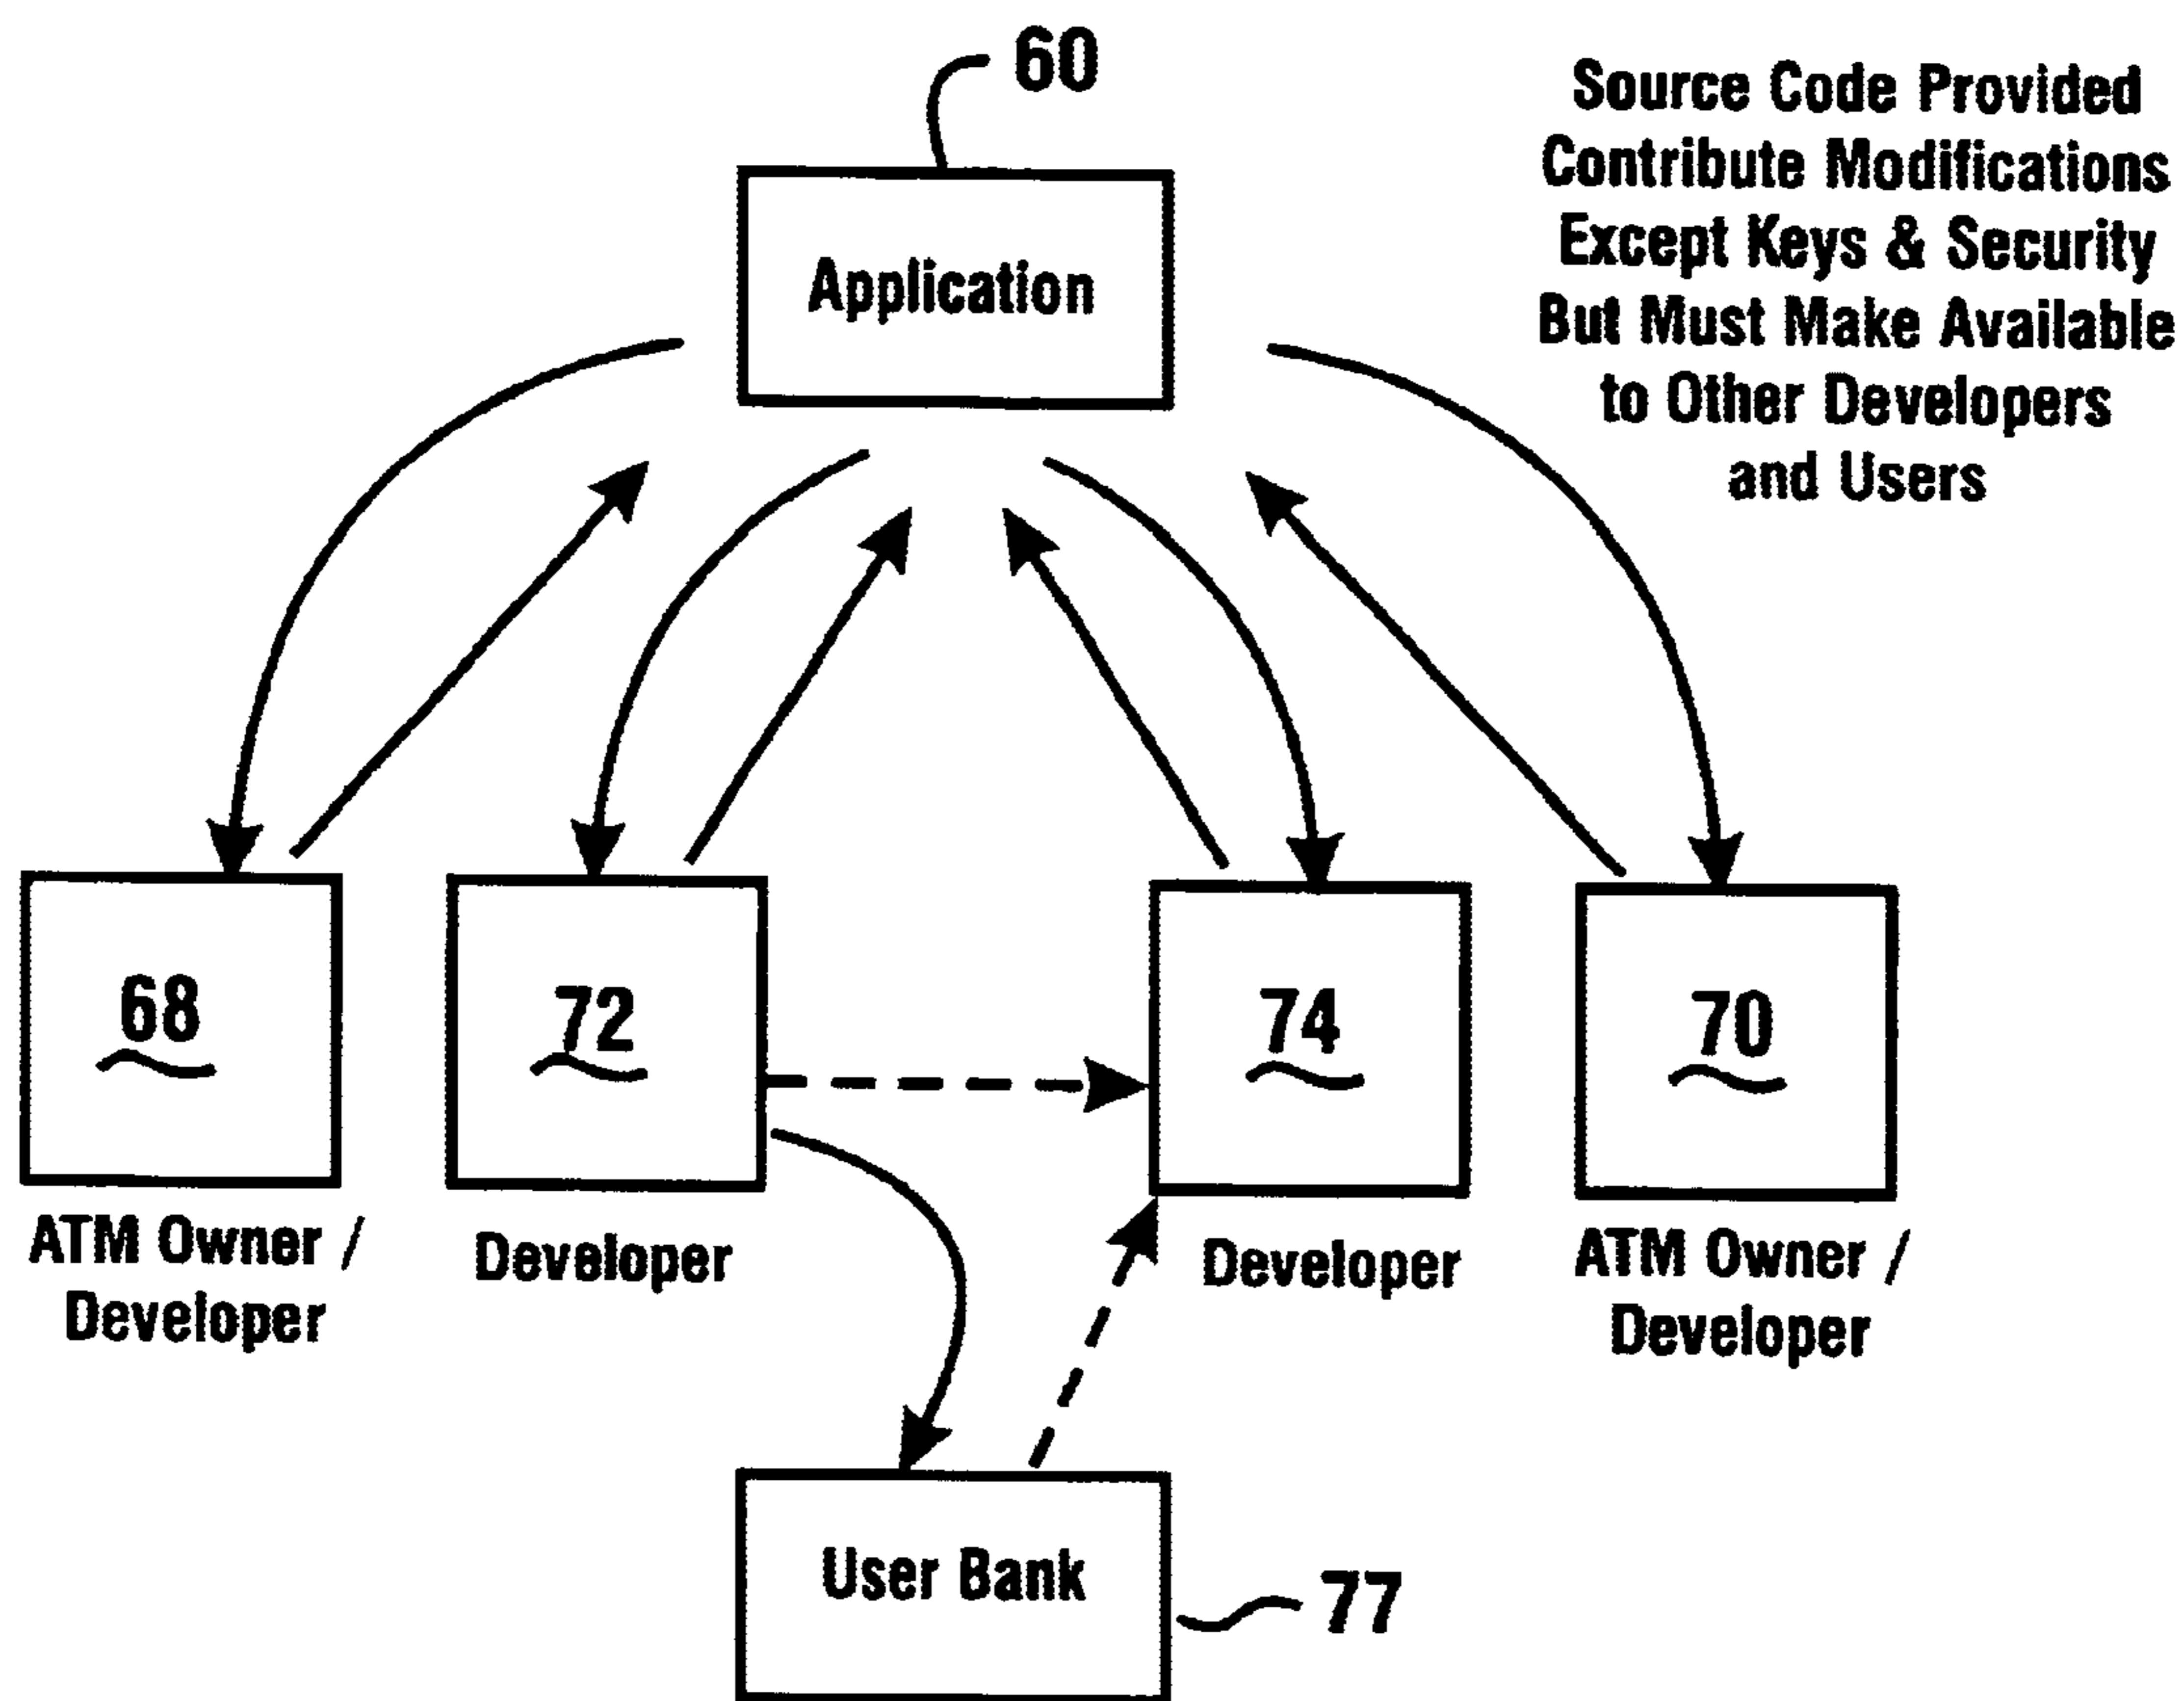 60
Source Code Provided
Contribute Modifications
Except Keys & Security
But Must Make Available
to Other Developers
and Users
Application
68
72
74
70
ATM Owner /
Developer
Developer
Developer
ATM Owner /
Developer
User Bank
77